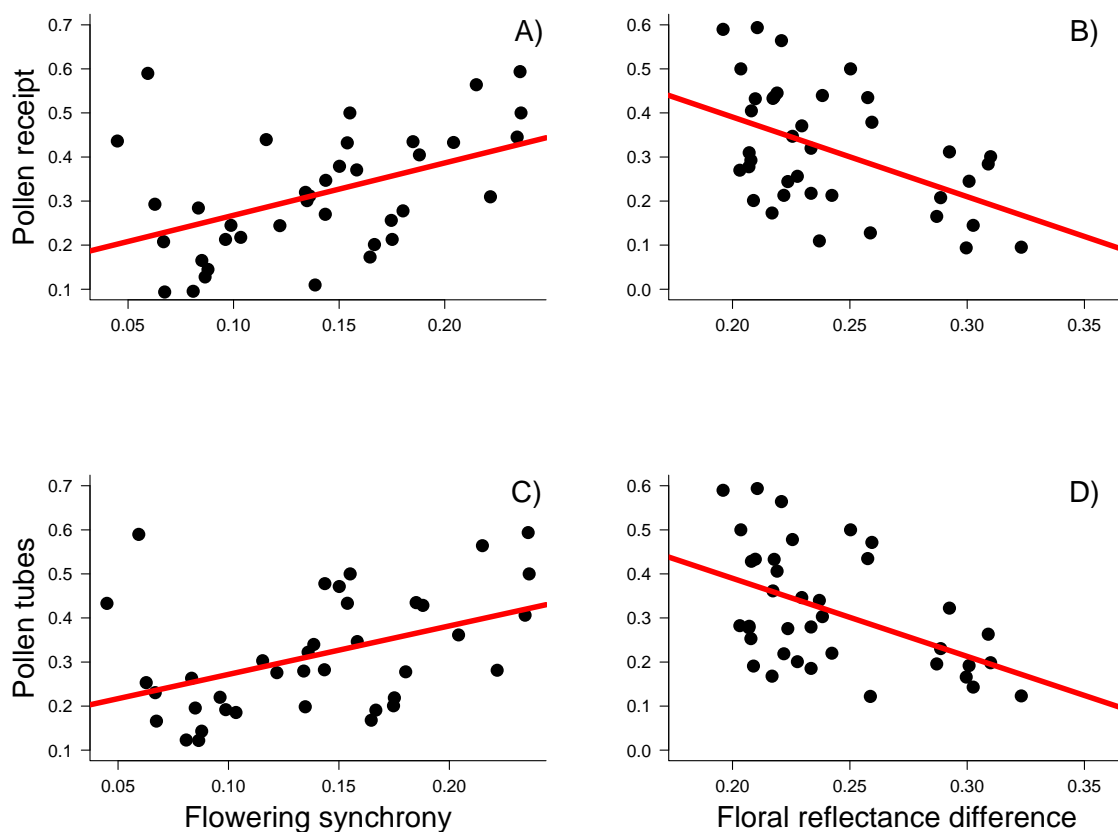 A)
Pollen receipt
0.7
0.6
0.5
0.4
0.3
0.2
0.1
0.05 0.10 0.15 0.20
B)
0.6
0.5
0.4
0.3
0.2
0.1
0.0
0.20 0.25 0.30 0.35
C)
Pollen tubes
0.7
0.6
0.5
0.4
0.3
0.2
0.1
0.05 0.10 0.15 0.20
Flowering synchrony
D)
0.6
0.5
0.4
0.3
0.2
0.1
0.0
0.20 0.25 0.30 0.35
Floral reflectance difference